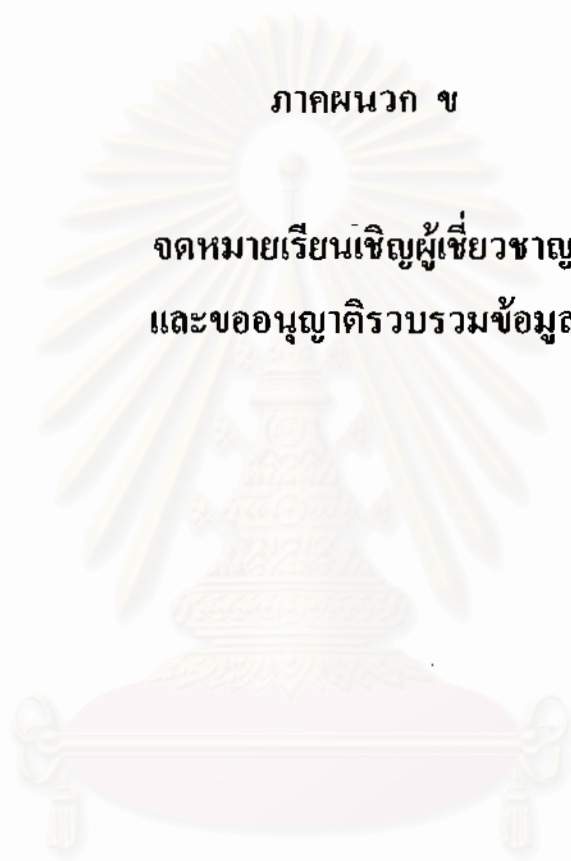 ภาคผนวก ช
จดหมายเรียนเชิญผู้เชี่ยวชาญ
และขออนุญาติรวบรวมข้อมูล